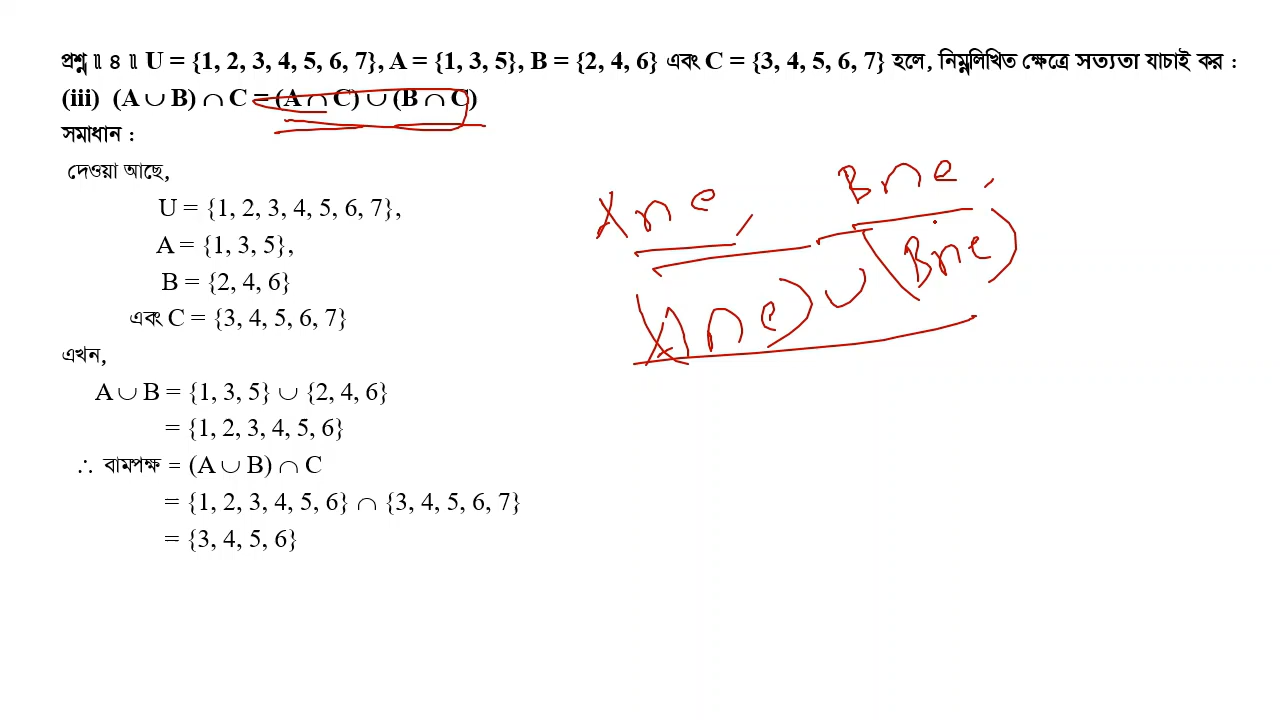 প্রশ্ন ॥ ৪ ॥ U = {1, 2, 3, 4, 5, 6, 7}, A = {1, 3, 5}, B = {2, 4, 6} এবং C = {3, 4, 5, 6, 7} হলে, নিম্নলিখিত ক্ষেত্রে সত্যতা যাচাই কর :
(iii) (A ∪ B) ∩ C = (A ∩ C) ∪ (B ∩ C)
সমাধান :
দেওয়া আছে,
U = {1, 2, 3, 4, 5, 6, 7},
A = {1, 3, 5},
B = {2, 4, 6}
এবং C = {3, 4, 5, 6, 7}
এখন,
A ∪ B = {1, 3, 5} ∪ {2, 4, 6}
= {1, 2, 3, 4, 5, 6}
∴ বামপক্ষ = (A ∪ B) ∩ C
= {1, 2, 3, 4, 5, 6} ∩ {3, 4, 5, 6, 7}
= {3, 4, 5, 6}
A ∩ C, B ∩ C,
(A ∩ C) ∪ (B ∩ C)